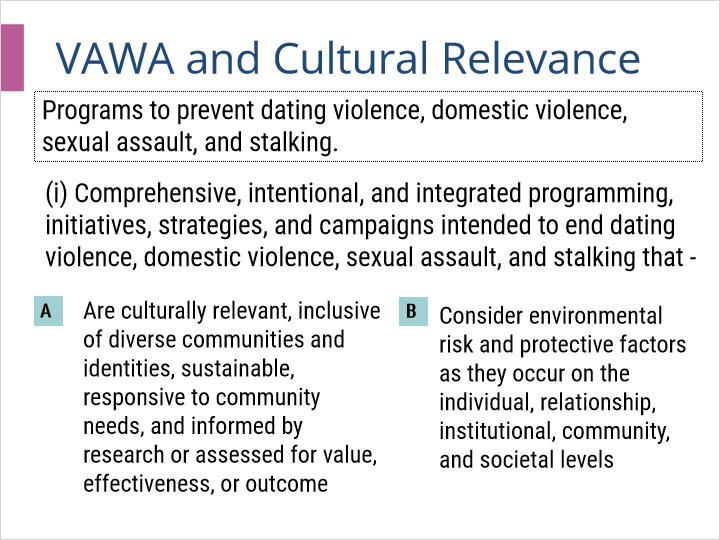 VAWA and Cultural Relevance
Programs to prevent dating violence, domestic violence,
sexual assault, and stalking.
(i) Comprehensive, intentional, and integrated programming,
initiatives, strategies, and campaigns intended to end dating
violence, domestic violence, sexual assault, and stalking that -
A
Are culturally relevant, inclusive
of diverse communities and
identities, sustainable,
responsive to community
needs, and informed by
research or assessed for value,
effectiveness, or outcome
B
Consider environmental
risk and protective factors
as they occur on the
individual, relationship,
institutional, community,
and societal levels